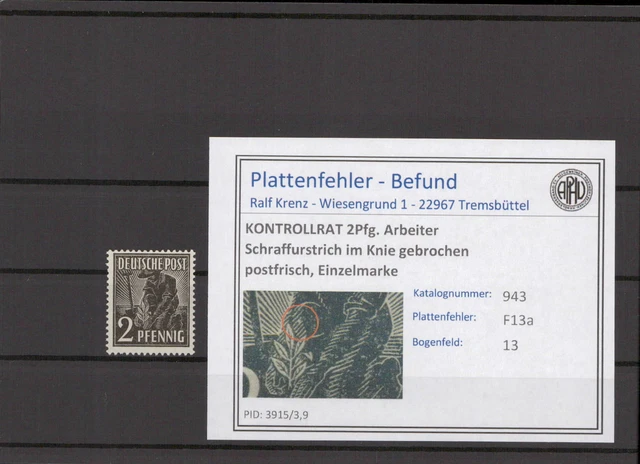 DEUTSCHE POST
2 PFENNIG
Plattenfehler - Befund
Ralf Krenz - Wiesengrund 1 - 22967 Tremsbüttel
KONTROLLRAT 2Pfg. Arbeiter
Schraffurstrich im Knie gebrochen
postfrisch, Einzelmarke
Katalognummer: 943
Plattenfehler: F13a
Bogenfeld: 13
PID: 3915/3,9